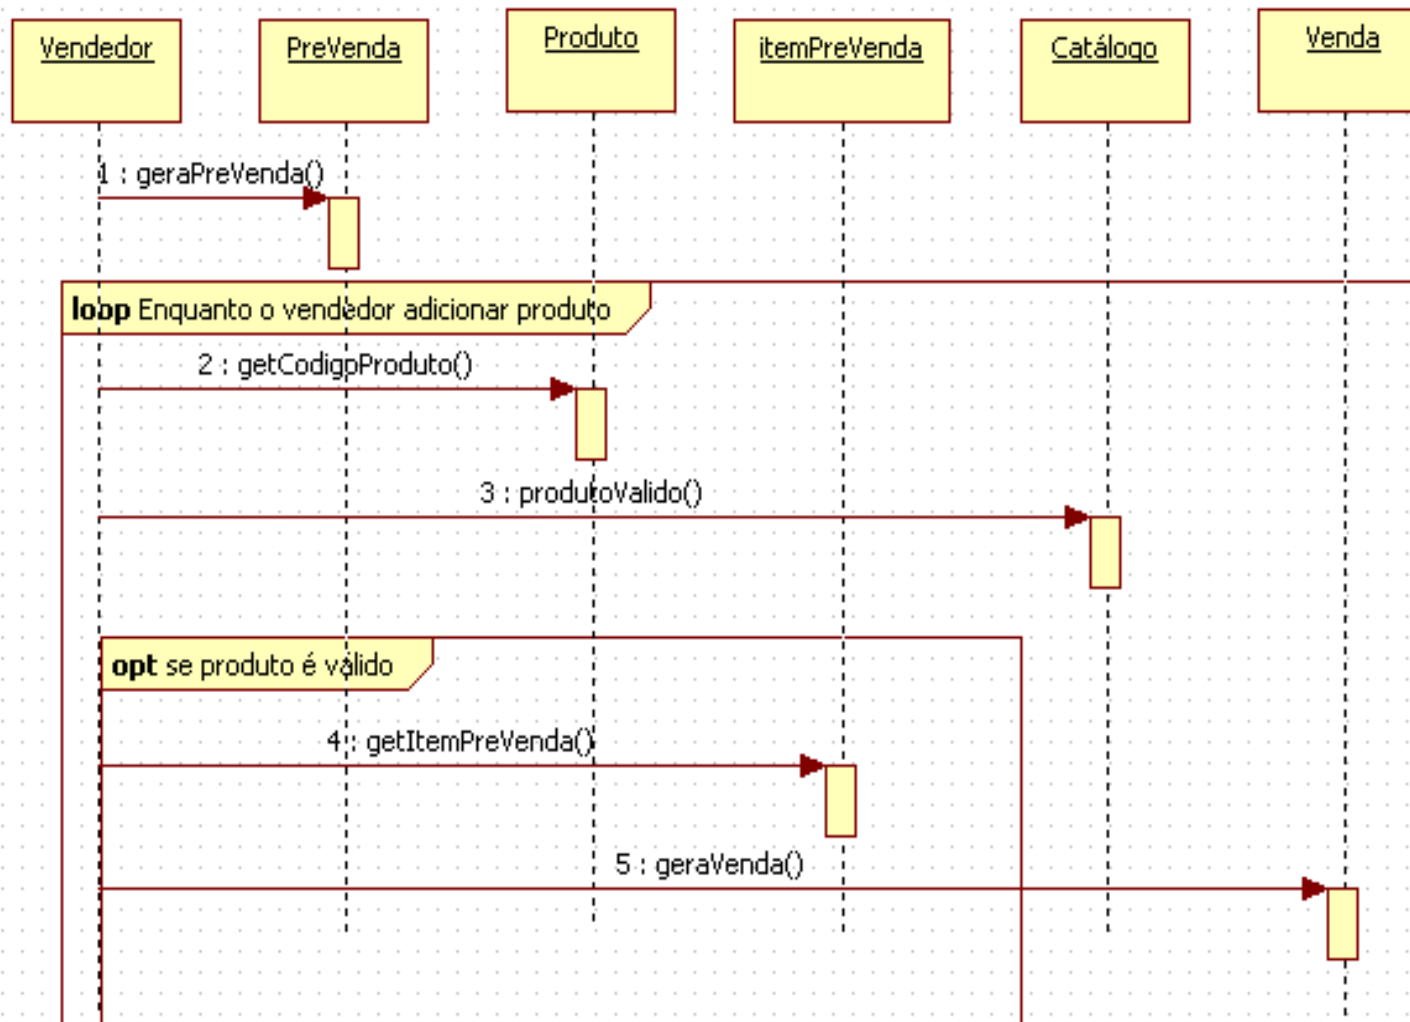 Vendedor
PreVenda
Produto
itemPreVenda
Catálogo
Venda
1 : geraPreVenda()
loop Enquanto o vendedor adicionar produto
2 : getCodigpProduto()
3 : produtoValido()
opt se produto é válido
4 : getItemPreVenda()
5 : geraVenda()